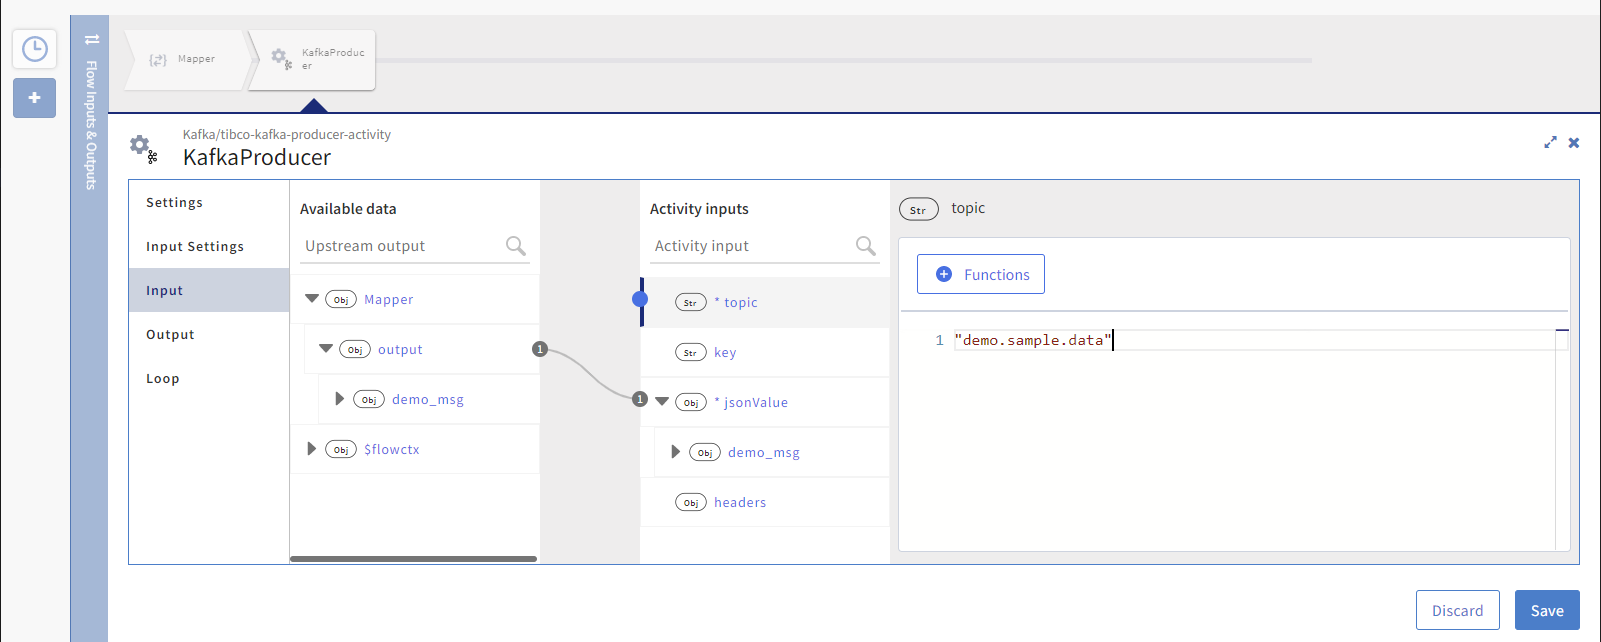 Flow Inputs & Outputs
Mapper
KafkaProduc
er
Kafka/tibco-kafka-producer-activity
KafkaProducer
Settings
Input Settings
Input
Output
Loop
Available data
Upstream output
Obj Mapper
Obj output
1
Obj demo_msg
Obj $flowctx
Activity inputs
Activity input
Str * topic
Str key
1 Obj * jsonValue
Obj demo_msg
Obj headers
Str topic
Functions
1 "demo.sample.data"
Discard
Save